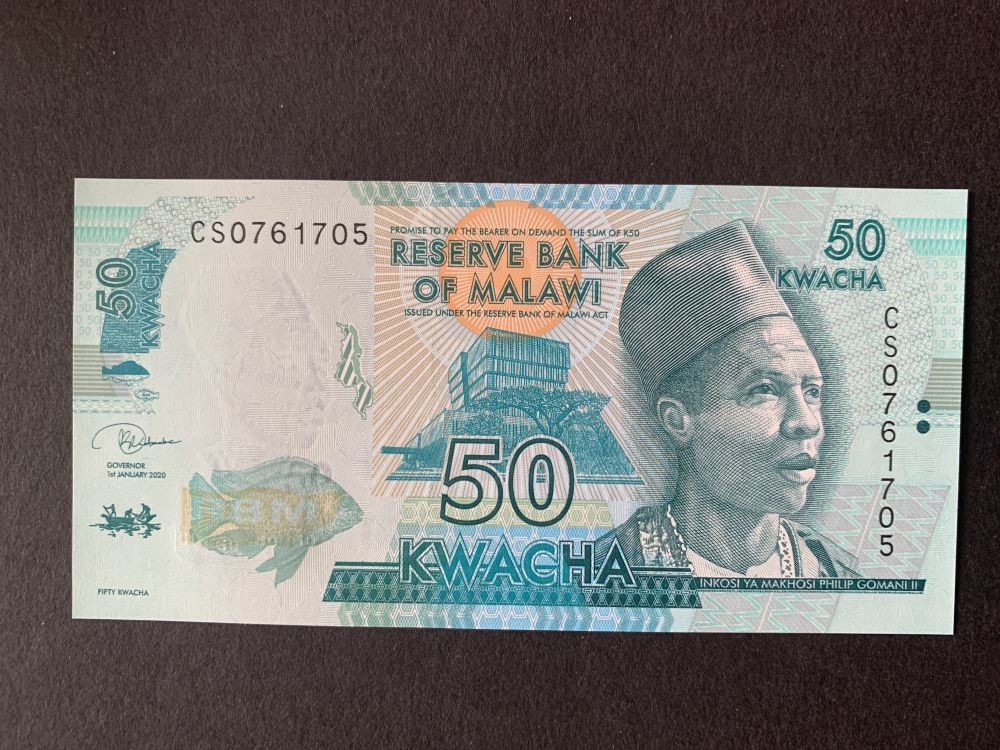 CS0761705
PROMISE TO PAY THE BEARER ON DEMAND THE SUM OF K50
RESERVE BANK
OF MALAWI
ISSUED UNDER THE RESERVE BANK OF MALAWI ACT
50
KWACHA
50
KWACHA
CS0761705
GOVERNOR
1st JANUARY 2020
RBM
50
KWACHA
INKOSI YA MAKHOSI PHILIP GOMANI II
FIFTY KWACHA